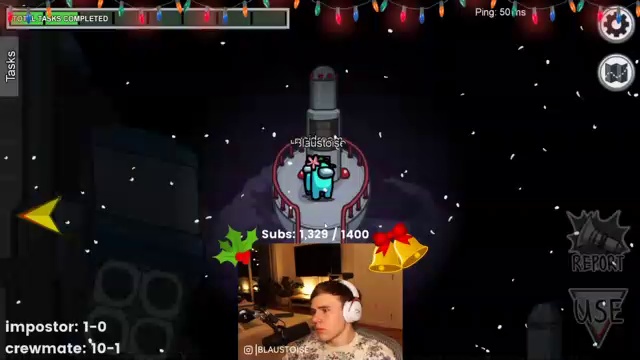 TOTAL TASKS COMPLETED
Ping: 50 ms
Tasks
Blaustoise
Subs: 1,329 / 1400
REPORT
USE
impostor: 1-0
crewmate: 10-1
|BLAUSTOISE